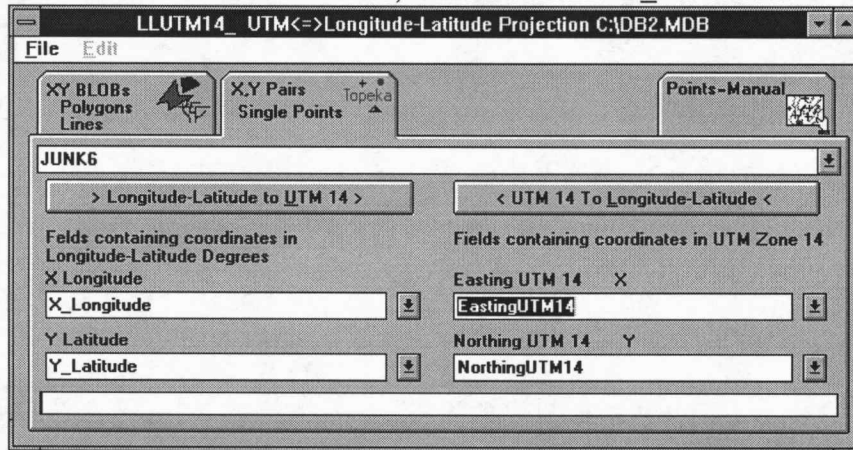 LLUTM14_ UTM<=>Longitude-Latitude Projection C:\DB2.MDB
File Edit
XY BLOBs
Polygons
Lines
X,Y Pairs
Single Points
Topeka
Points-Manual
JUNK6
> Longitude-Latitude to UTM 14 >
< UTM 14 To Longitude-Latitude <
Felds containing coordinates in
Longitude-Latitude Degrees
Fields containing coordinates in UTM Zone 14
X Longitude
Easting UTM 14 X
X_Longitude
EastingUTM14
Y Latitude
Northing UTM 14 Y
Y_Latitude
NorthingUTM14